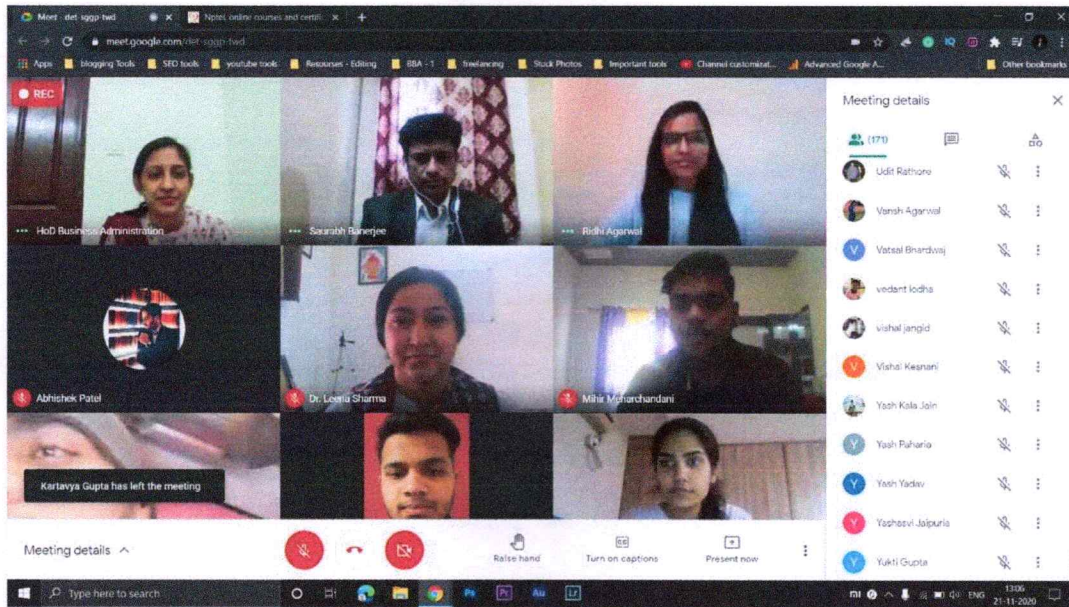 Meet - det-sggp-twd
Nptel, online courses and certifi
meet.google.com/det-sggp-twd
Apps
blogging Tools
SEO tools
youtube tools
Resourses - Editing
BBA - 1
freelancing
Stock Photos
Important tools
Channel customizat...
Advanced Google A...
Other bookmarks
REC
HoD Business Administration
Saurabh Banerjee
Ridhi Agarwal
Abhishek Patel
Dr. Leena Sharma
Mihir Meharchandani
Kartavya Gupta has left the meeting
Meeting details
(171)
Udit Rathore
Vansh Agarwal
V
Vatsal Bhardwaj
vedant lodha
vishal jangid
V
Vishal Kesnani
Yash Kala Jain
Y
Yash Paharia
Y
Yash Yadav
Y
Yashasvi Jaipuria
Y
Yukti Gupta
Meeting details
Raise hand
Turn on captions
Present now
Type here to search
Ps
Pr
Au
Lr
ENG
13:06
21-11-2020